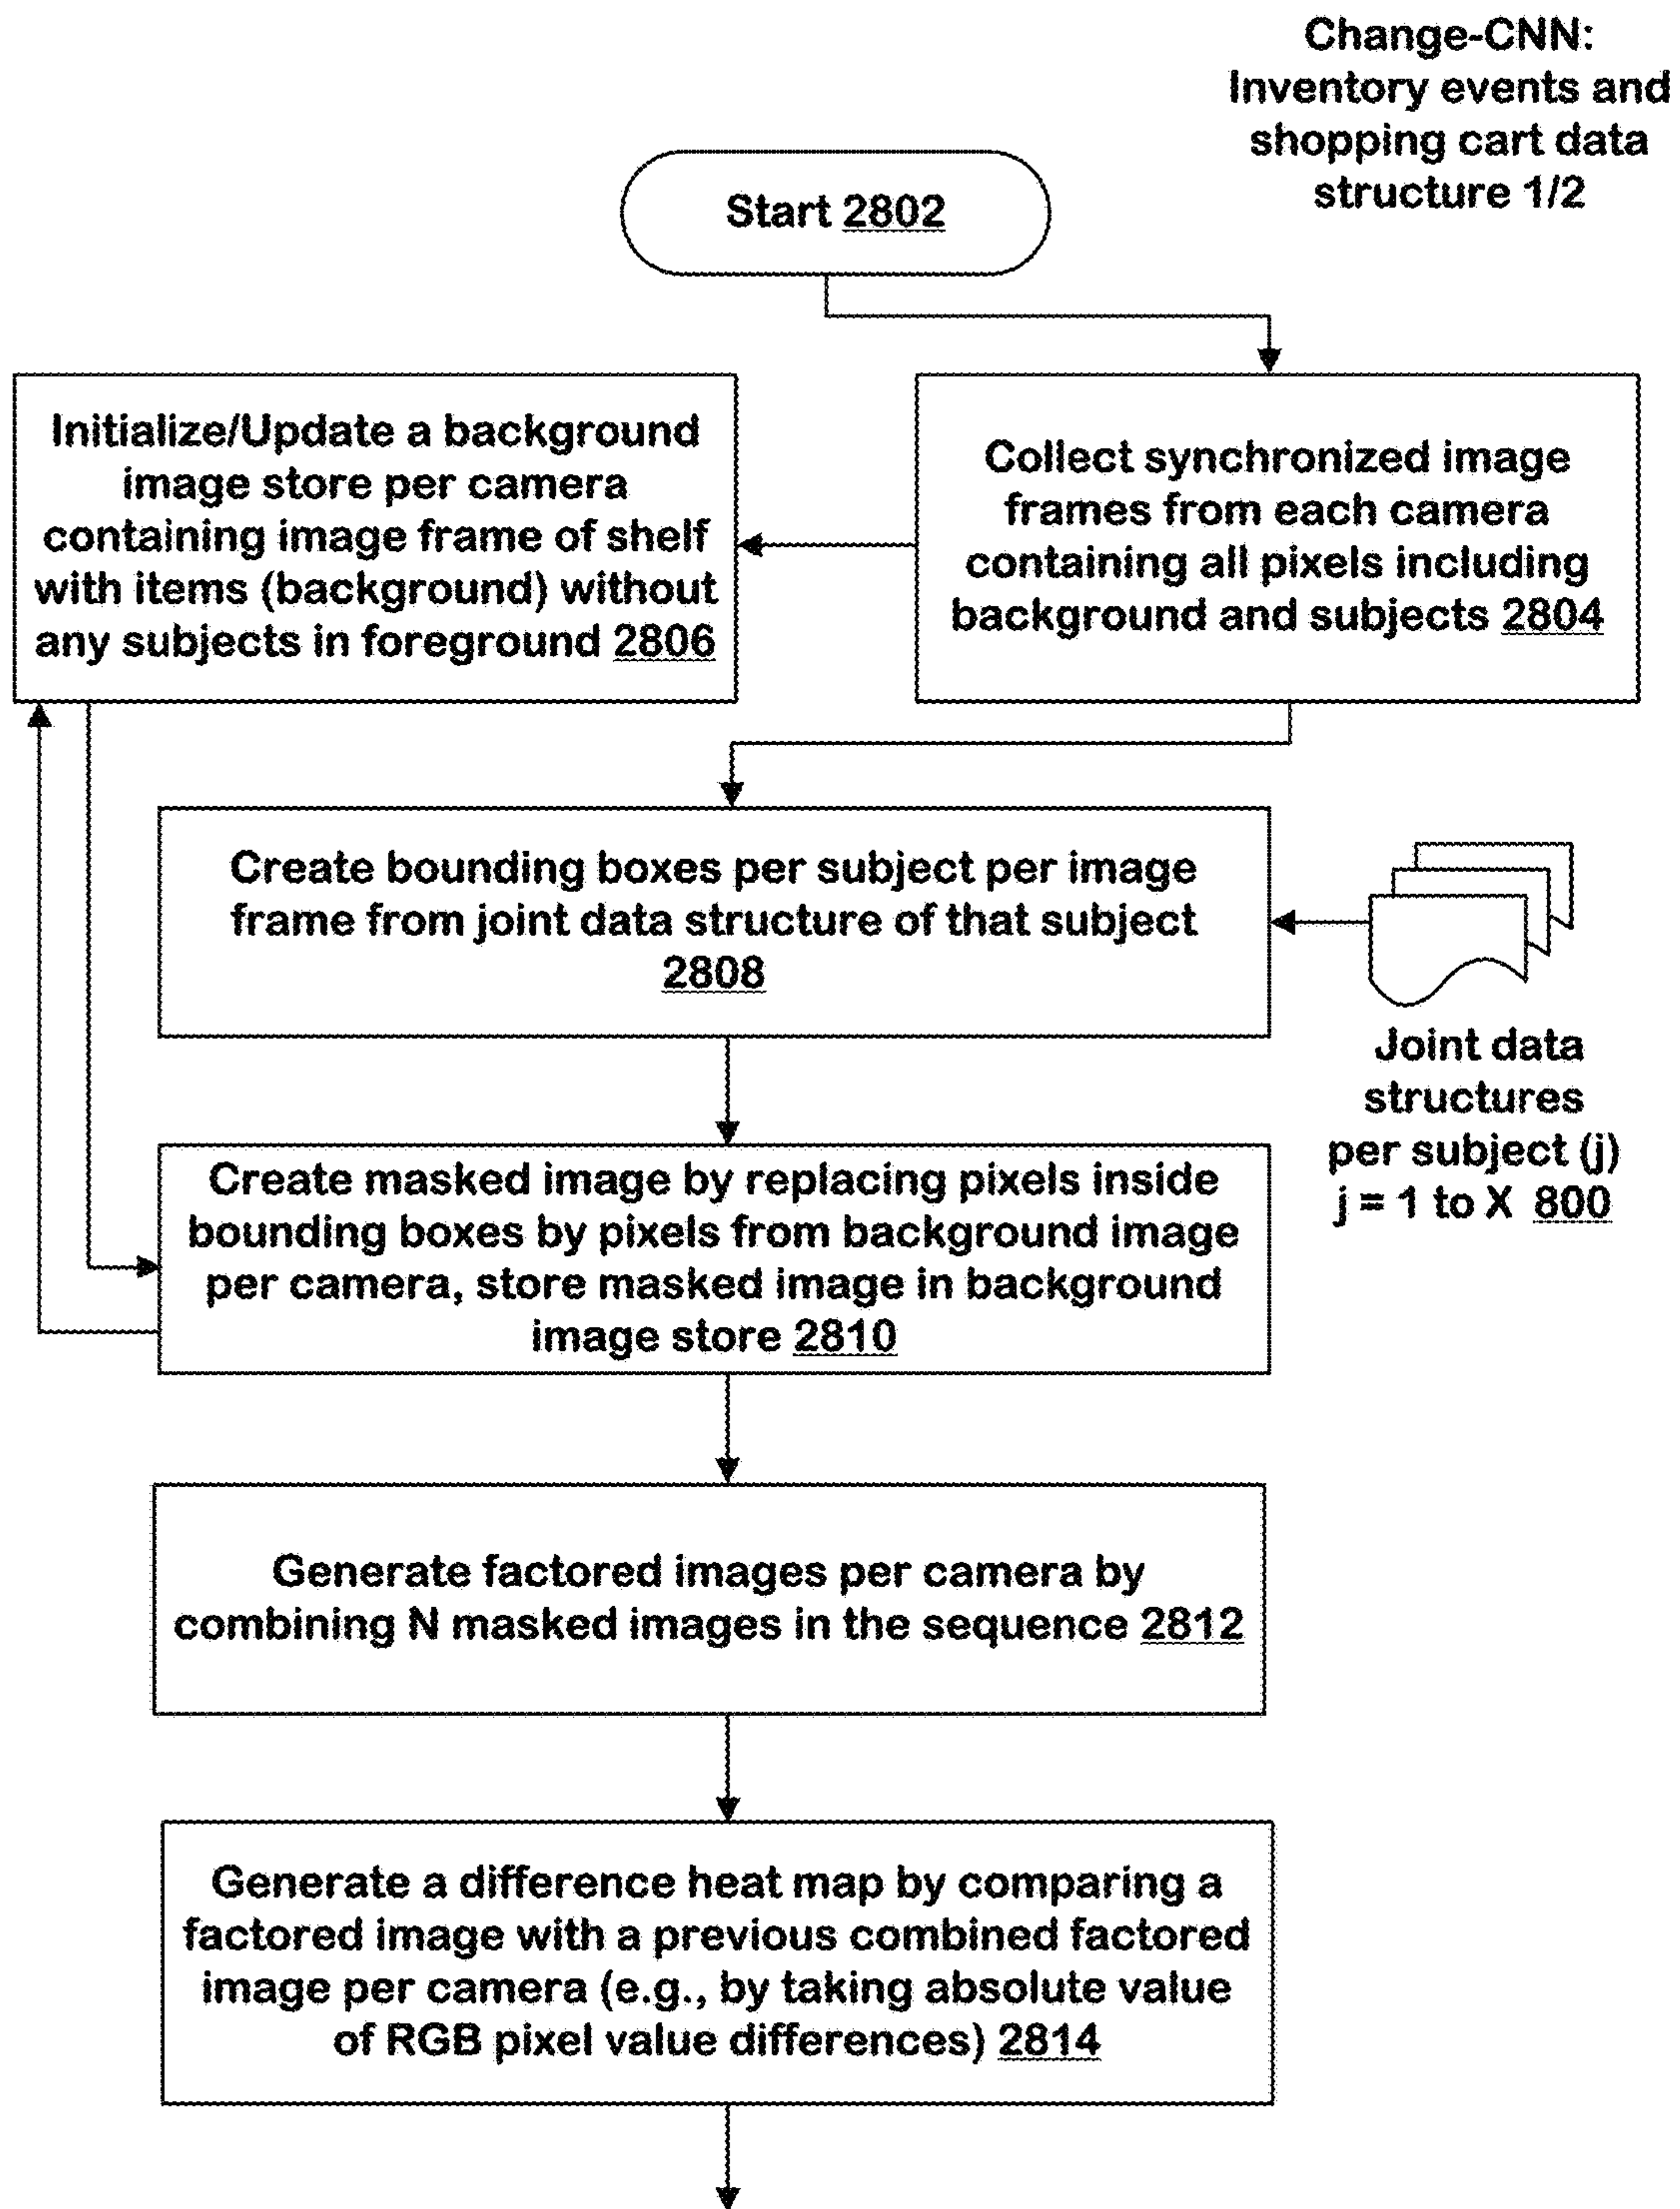 Change-CNN:
Inventory events and
shopping cart data
structure 1/2
Start 2802
Initialize/Update a background
image store per camera
containing image frame of shelf
with items (background) without
any subjects in foreground 2806
Collect synchronized image
frames from each camera
containing all pixels including
background and subjects 2804
Create bounding boxes per subject per image
frame from joint data structure of that subject
2808
Joint data
structures
per subject (j)
j = 1 to X 800
Create masked image by replacing pixels inside
bounding boxes by pixels from background image
per camera, store masked image in background
image store 2810
Generate factored images per camera by
combining N masked images in the sequence 2812
Generate a difference heat map by comparing a
factored image with a previous combined factored
image per camera (e.g., by taking absolute value
of RGB pixel value differences) 2814